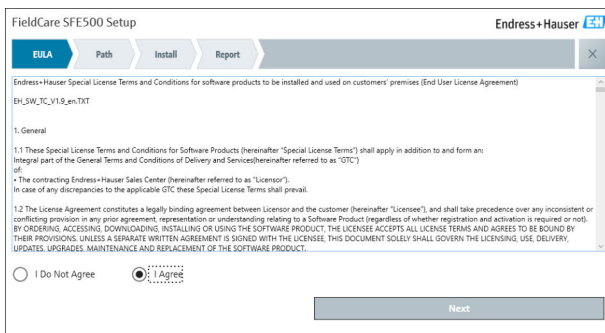 FieldCare SFE500 Setup
Endress+Hauser EH
EULA Path Install Report
Endress+Hauser Special License Terms and Conditions for software products to be installed and used on customers' premises (End User License Agreement)
EH_SW_TC_V1.9_en.TXT
1. General
1.1 These Special License Terms and Conditions for Software Products (hereinafter "Special License Terms") shall apply in addition to and form an:
Integral part of the General Terms and Conditions of Delivery and Services(hereinafter referred to as "GTC")
of:
• The contracting Endress+Hauser Sales Center (hereinafter referred to as "Licensor").
In case of any discrepancies to the applicable GTC these Special License Terms shall prevail.
1.2 The License Agreement constitutes a legally binding agreement between Licensor and the customer (hereinafter "Licensee"), and shall take precedence over any inconsistent or
conflicting provision in any prior agreement, representation or understanding relating to a Software Product (regardless of whether registration and activation is required or not).
BY ORDERING, ACCESSING, DOWNLOADING, INSTALLING OR USING THE SOFTWARE PRODUCT, THE LICENSEE ACCEPTS ALL LICENSE TERMS AND AGREES TO BE BOUND BY
THEIR PROVISIONS. UNLESS A SEPARATE WRITTEN AGREEMENT IS SIGNED WITH THE LICENSEE, THIS DOCUMENT SOLELY SHALL GOVERN THE LICENSING, USE, DELIVERY,
UPDATES, UPGRADES, MAINTENANCE AND REPLACEMENT OF THE SOFTWARE PRODUCT.
I Do Not Agree I Agree
Next